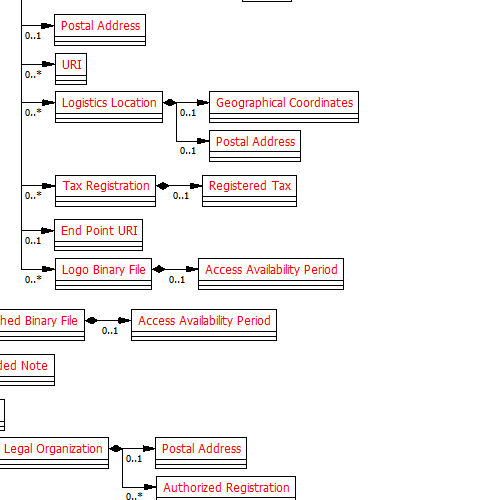 Postal Address
0..1
URI
0..*
Logistics Location
0..*
Geographical Coordinates
0..1
Postal Address
0..1
Tax Registration
0..*
Registered Tax
0..1
End Point URI
0..1
Logo Binary File
0..*
Access Availability Period
0..1
hed Binary File
0..1
Access Availability Period
ded Note
Legal Organization
0..1
Postal Address
0..*
Authorized Registration